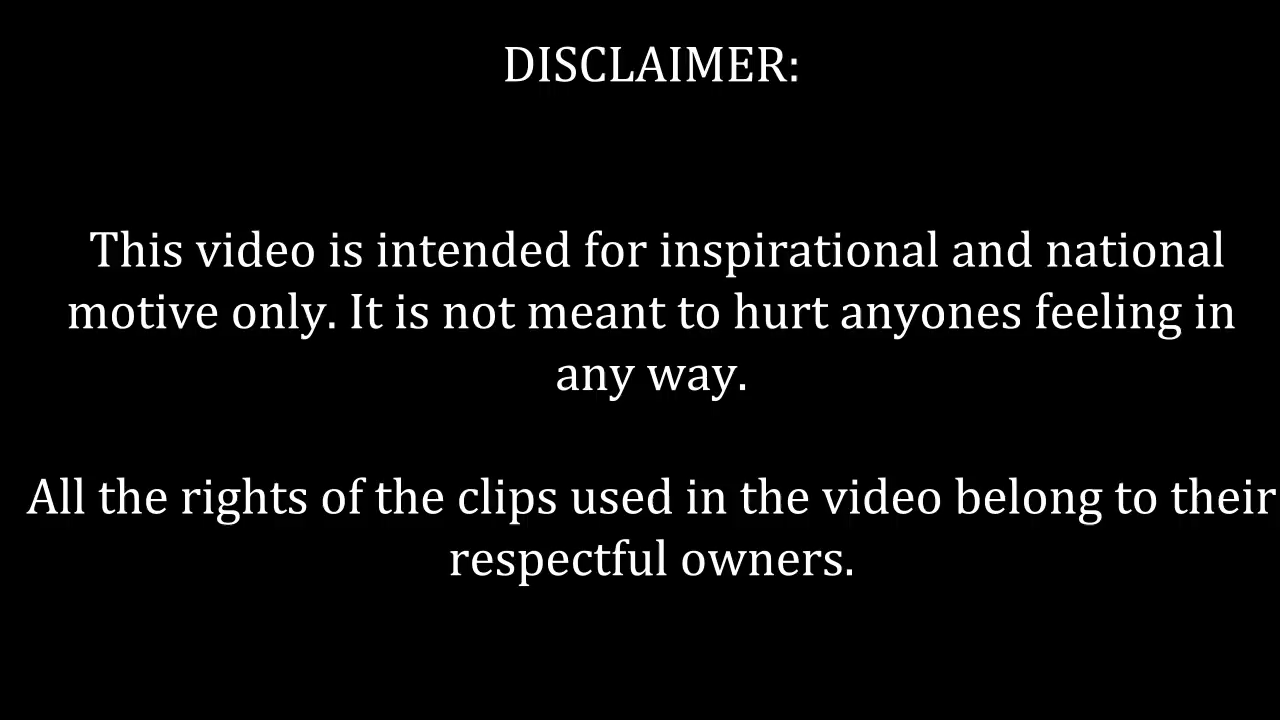 DISCLAIMER:
This video is intended for inspirational and national
motive only. It is not meant to hurt anyones feeling in
any way.
All the rights of the clips used in the video belong to their
respectful owners.